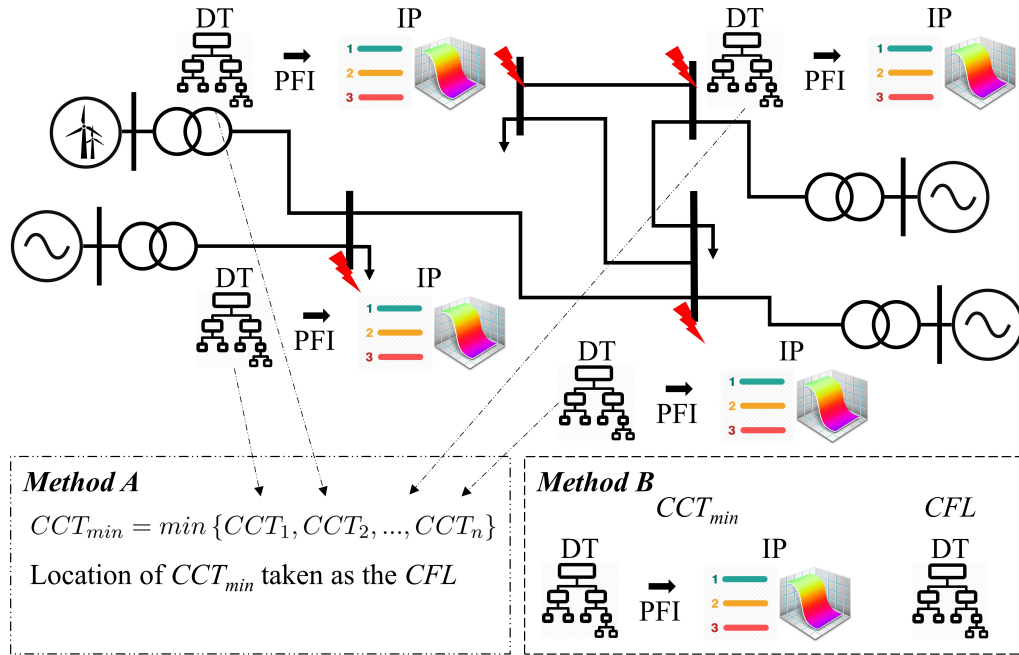 DT
IP
PFI
1
2
3
DT
IP
PFI
1
2
3
DT
IP
PFI
1
2
3
DT
IP
PFI
1
2
3
Method A
CCT_min = min {CCT_1, CCT_2, ..., CCT_n}
Location of CCT_min taken as the CFL
Method B
CCT_min
CFL
DT
IP
DT
PFI
1
2
3